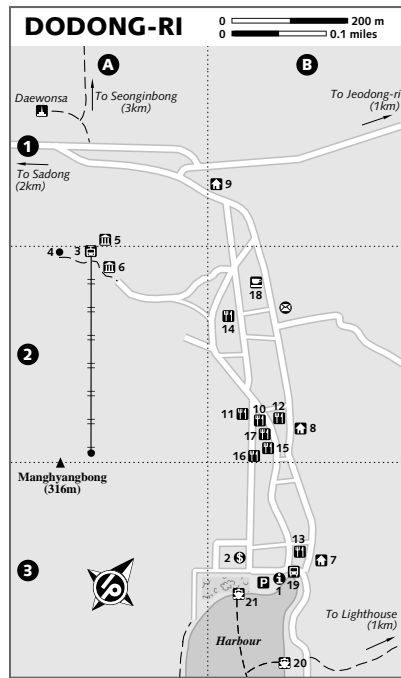 DODONG-RI
0 200 m
0 0.1 miles
A
B
Daewonsa
To Seonginbong
(3km)
To Jeodong-ri
(1km)
1
To Sadong
(2km)
9
5
4
3
6
18
14
2
11
10
12
17
8
15
16
Manghyangbong
(316m)
13
3
2
$
7
P
i
1
19
21
To Lighthouse
(1km)
Harbour
20